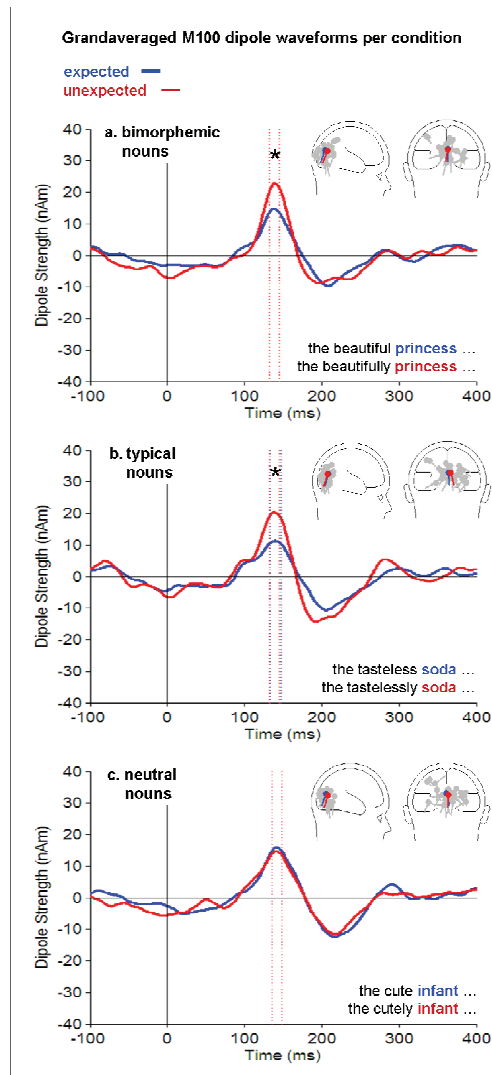 Grandaveraged M100 dipole waveforms per condition
expected
unexpected
a. bimorphemic
nouns
*
40
30
20
10
0
-10
-20
-30
-40
Dipole Strength (nAm)
the beautiful princess ...
the beautifully princess ...
-100 0 100 200 300 400
Time (ms)
b. typical
nouns
*
40
30
20
10
0
-10
-20
-30
-40
Dipole Strength (nAm)
the tasteless soda ...
the tastelessly soda ...
-100 0 100 200 300 400
Time (ms)
c. neutral
nouns
40
30
20
10
0
-10
-20
-30
-40
Dipole Strength (nAm)
the cute infant ...
the cutely infant ...
-100 0 100 200 300 400
Time (ms)